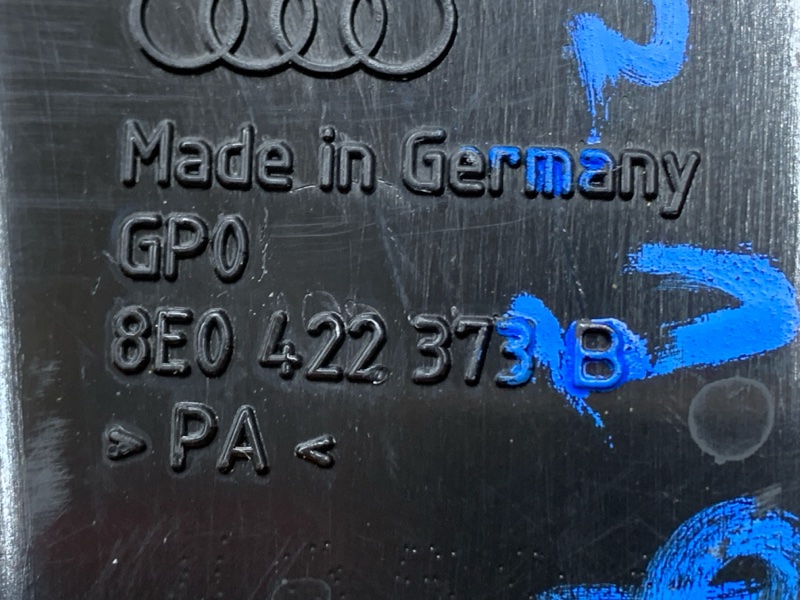 Made in Germany
GP0
8E0 422 373 B
> PA <